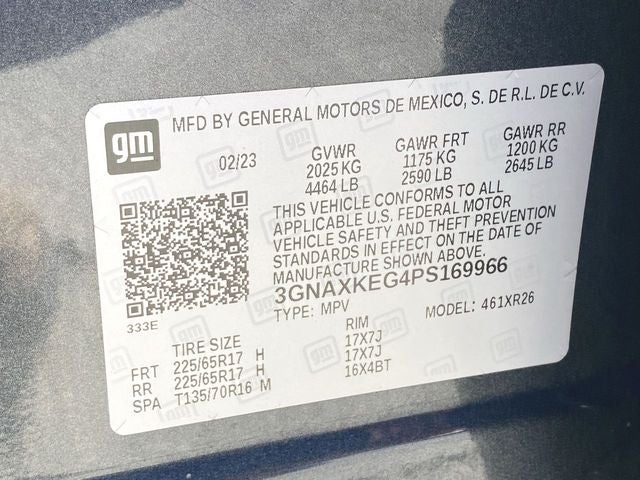 gm MFD BY GENERAL MOTORS DE MEXICO, S. DE R.L. DE C.V.
02/23 GVWR GAWR FRT GAWR RR
2025 KG 1175 KG 1200 KG
4464 LB 2590 LB 2645 LB
THIS VEHICLE CONFORMS TO ALL
APPLICABLE U.S. FEDERAL MOTOR
VEHICLE SAFETY AND THEFT PREVENTION
STANDARDS IN EFFECT ON THE DATE OF
MANUFACTURE SHOWN ABOVE.
3GNAXKEG4PS169966
333E TYPE: MPV MODEL: 461XR26
TIRE SIZE RIM
FRT 225/65R17 H 17X7J
RR 225/65R17 H 17X7J
SPA T135/70R16 M 16X4BT